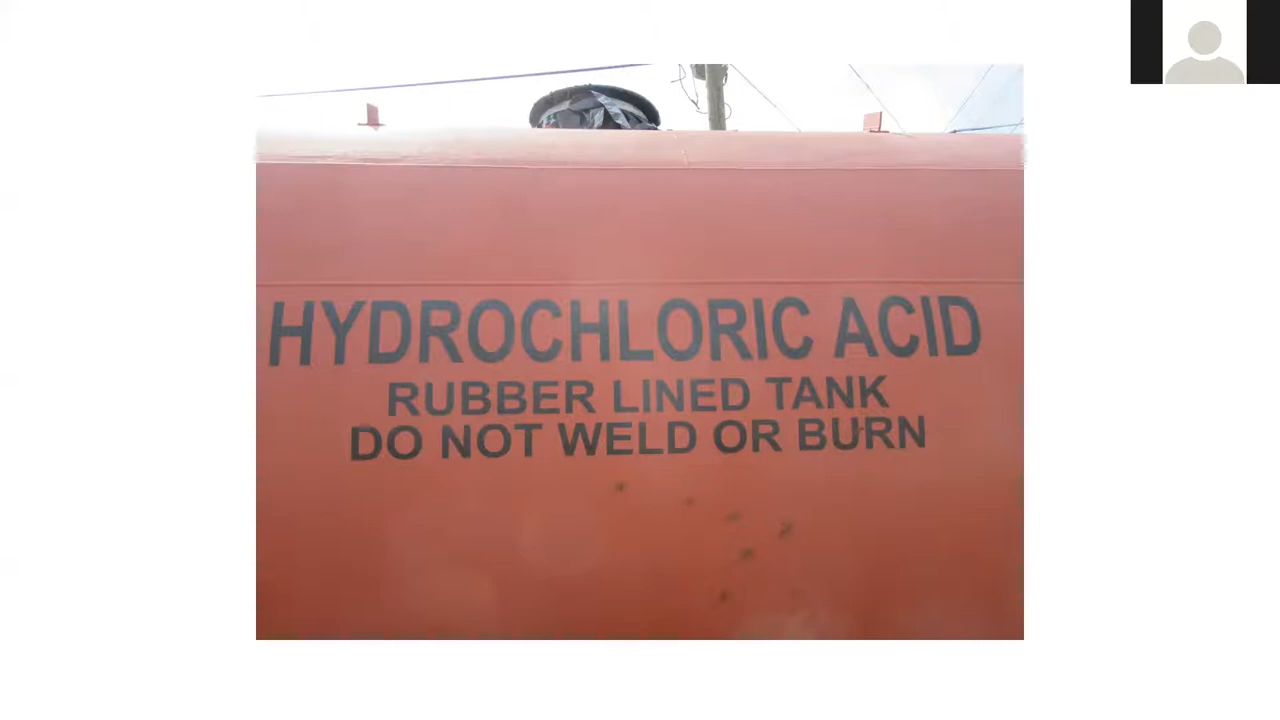 HYDROCHLORIC ACID
RUBBER LINED TANK
DO NOT WELD OR BURN